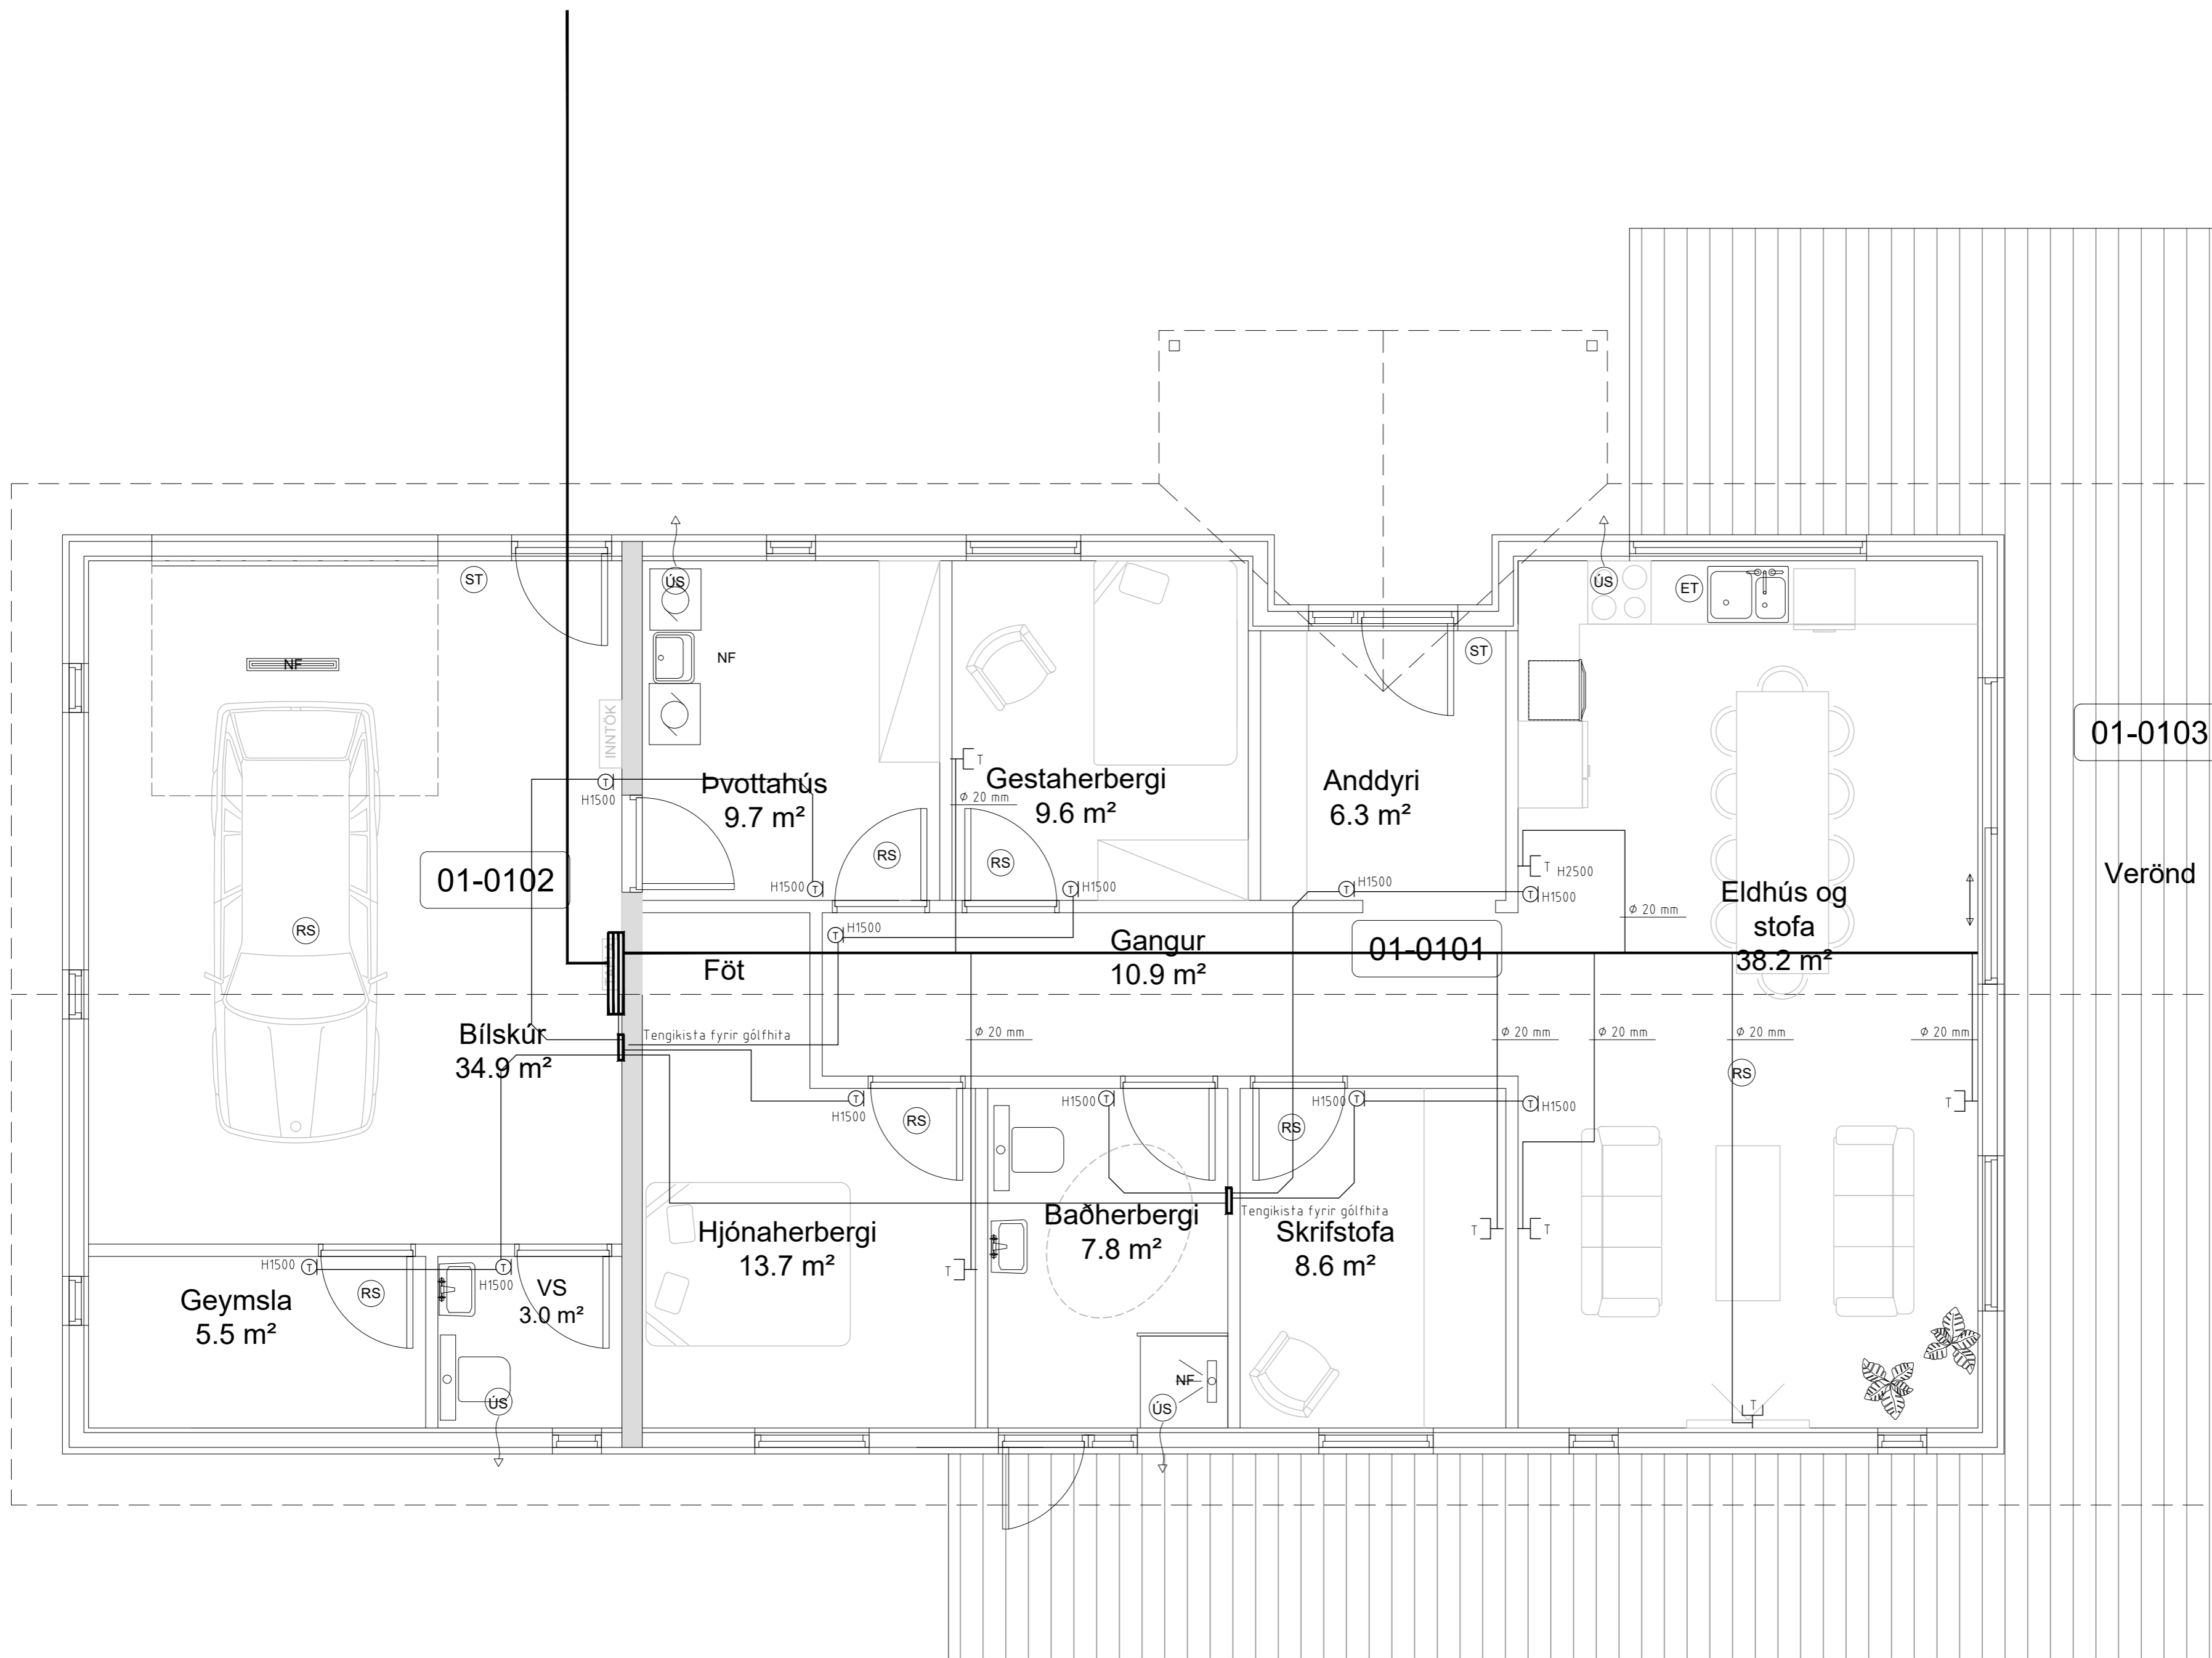 ST
ÚS
ÚS
ET
NF
NF
ST
INNTÖK
01-0103
T
Þvottahús
9.7 m²
Gestaherbergi
9.6 m²
Anddyri
6.3 m²
T
H1500
ø 20 mm
RS
RS
T
H2500
01-0102
H1500
T
T
H1500
T
H1500
T
H1500
Eldhús og
stofa
38.2 m²
Verönd
ø 20 mm
RS
T
H1500
Föt
Gangur
10.9 m²
01-0101
Bílskúr
34.9 m²
Tengikista fyrir gólfhita
ø 20 mm
ø 20 mm
ø 20 mm
ø 20 mm
ø 20 mm
RS
T
H1500
H1500
T
H1500
T
T
H1500
T
RS
RS
Hjónaherbergi
13.7 m²
Baðherbergi
7.8 m²
Tengikista fyrir gólfhita
Skrifstofa
8.6 m²
T
T
H1500
T
T
H1500
T
RS
VS
3.0 m²
Geymsla
5.5 m²
NF
ÚS
ÚS
T